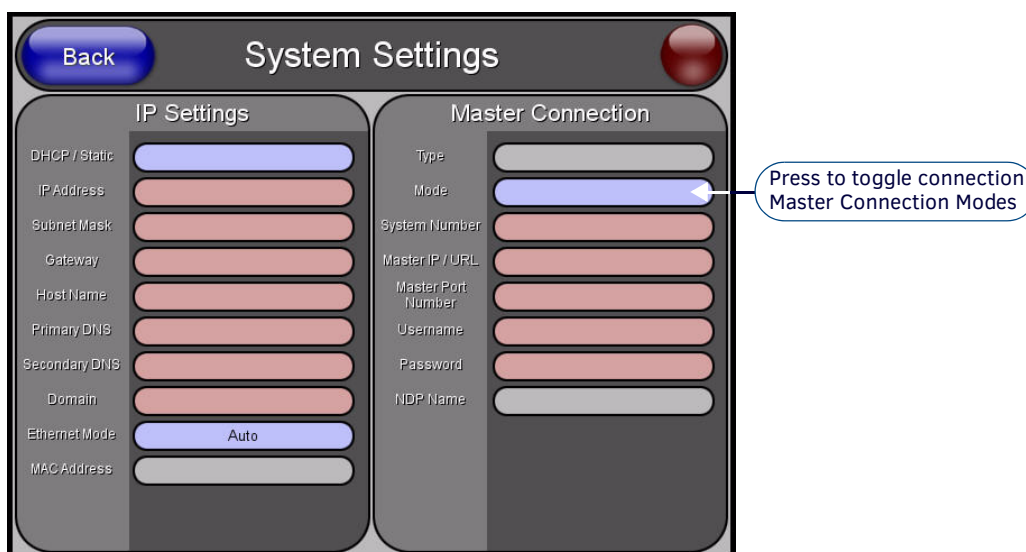 Back
System Settings
IP Settings
DHCP / Static
IP Address
Subnet Mask
Gateway
Host Name
Primary DNS
Secondary DNS
Domain
Ethernet Mode
Auto
MAC Address
Master Connection
Type
Mode
System Number
Master IP / URL
Master Port
Number
Username
Password
NDP Name
Press to toggle connection
Master Connection Modes